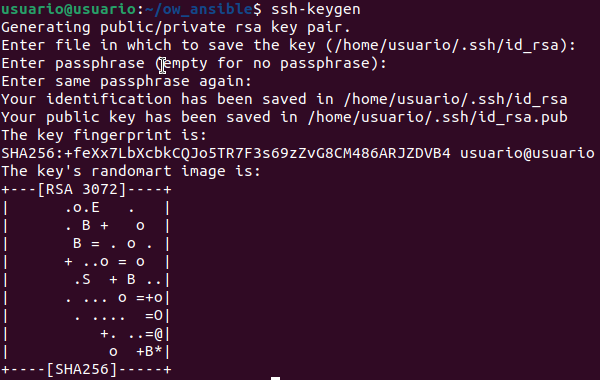 usuario@usuario:~/ow_ansible$ ssh-keygen
Generating public/private rsa key pair.
Enter file in which to save the key (/home/usuario/.ssh/id_rsa):
Enter passphrase (empty for no passphrase):
Enter same passphrase again:
Your identification has been saved in /home/usuario/.ssh/id_rsa
Your public key has been saved in /home/usuario/.ssh/id_rsa.pub
The key fingerprint is:
SHA256:+feXx7LbXcbkCQJo5TR7F3s69zZvG8CM486ARJZDVB4 usuario@usuario
The key's randomart image is:
+---[RSA 3072]----+
|      .o.E   .   |
|      . B +   o  |
|       B = . o . |
|      + ..o = o  |
|       .S  + B ..|
|      . ... o =+o|
|       . ....  =O|
|          +. ..=@|
|           o  +B*|
+----[SHA256]-----+